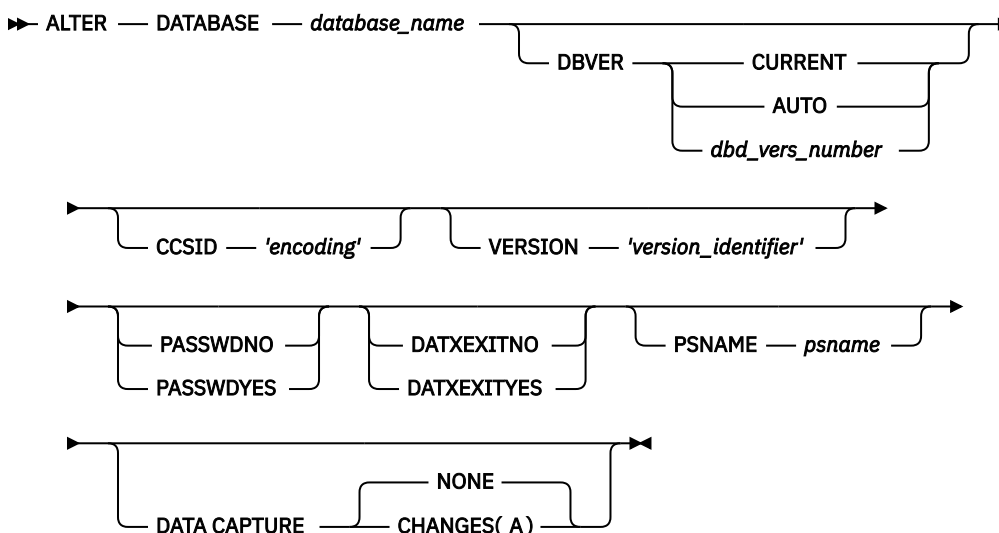 ALTER DATABASE database_name
DBVER CURRENT
AUTO
dbd_vers_number
CCSID 'encoding' VERSION 'version_identifier'
PASSWDNO DATXEXITNO PSNAME psname
PASSWDYES DATXEXITYES
NONE
DATA CAPTURE CHANGES( A )